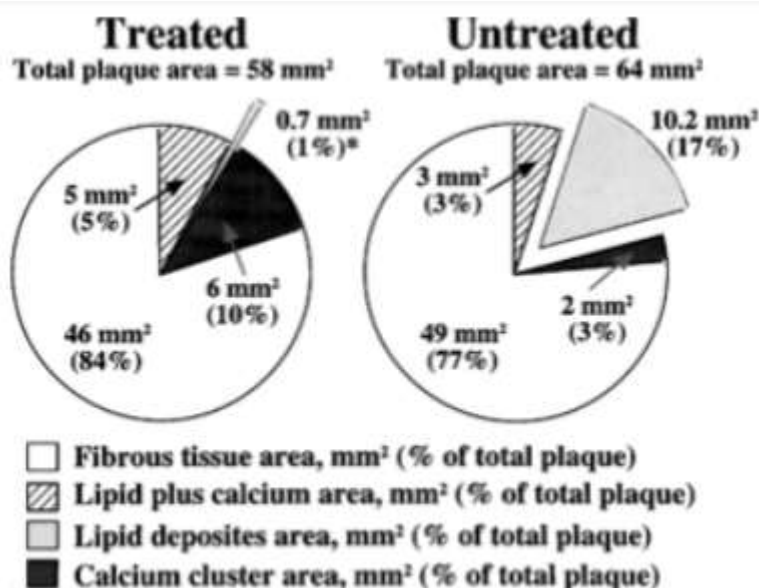 Treated
Total plaque area = 58 mm²
0.7 mm²
(1%)*
5 mm²
(5%)
6 mm²
(10%)
46 mm²
(84%)
Untreated
Total plaque area = 64 mm²
10.2 mm²
(17%)
3 mm²
(3%)
2 mm²
(3%)
49 mm²
(77%)
Fibrous tissue area, mm² (% of total plaque)
Lipid plus calcium area, mm² (% of total plaque)
Lipid deposites area, mm² (% of total plaque)
Calcium cluster area, mm² (% of total plaque)